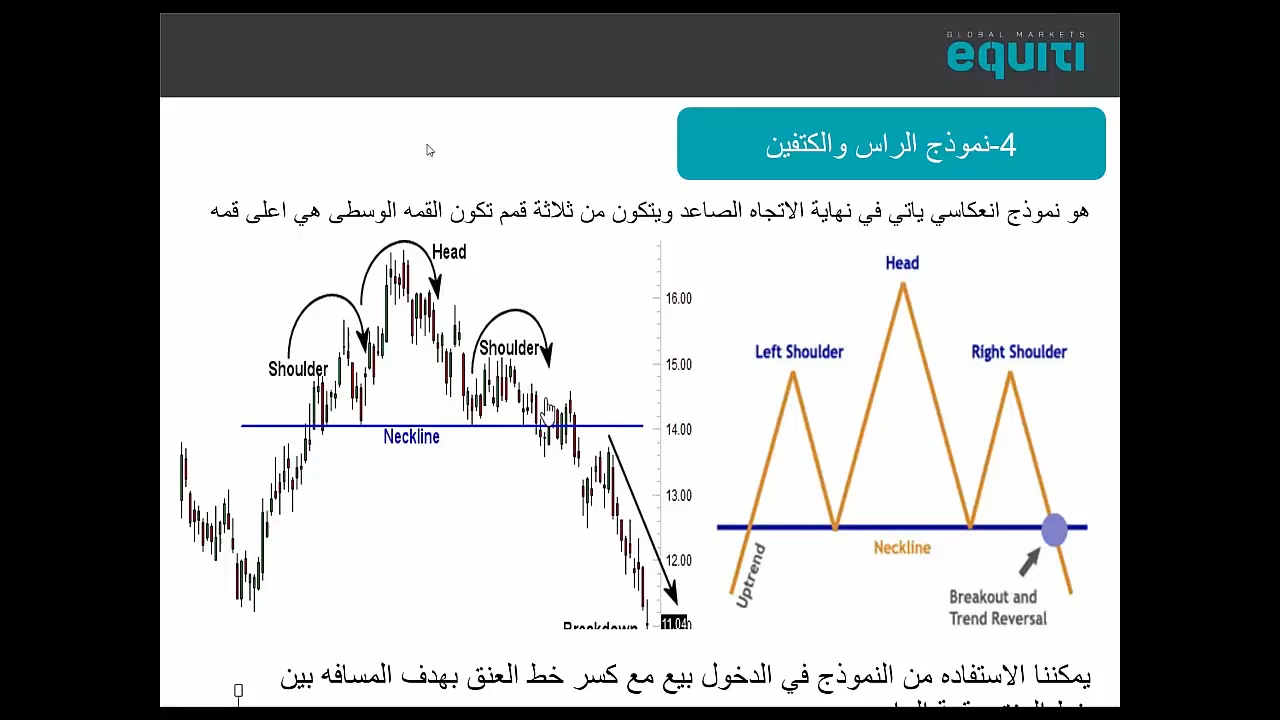 GLOBAL MARKETS
equiti
4-نموذج الراس والكتفين
هو نموذج انعكاسي ياتي في نهاية الاتجاه الصاعد ويتكون من ثلاثة قمم تكون القمه الوسطى هي اعلى قمه
Head
Shoulder
Shoulder
Neckline
16.00
15.00
14.00
13.00
12.00
11.04
Breakdown
Head
Left Shoulder
Right Shoulder
Neckline
Uptrend
Breakout and
Trend Reversal
يمكننا الاستفاده من النموذج في الدخول بيع مع كسر خط العنق بهدف المسافه بين